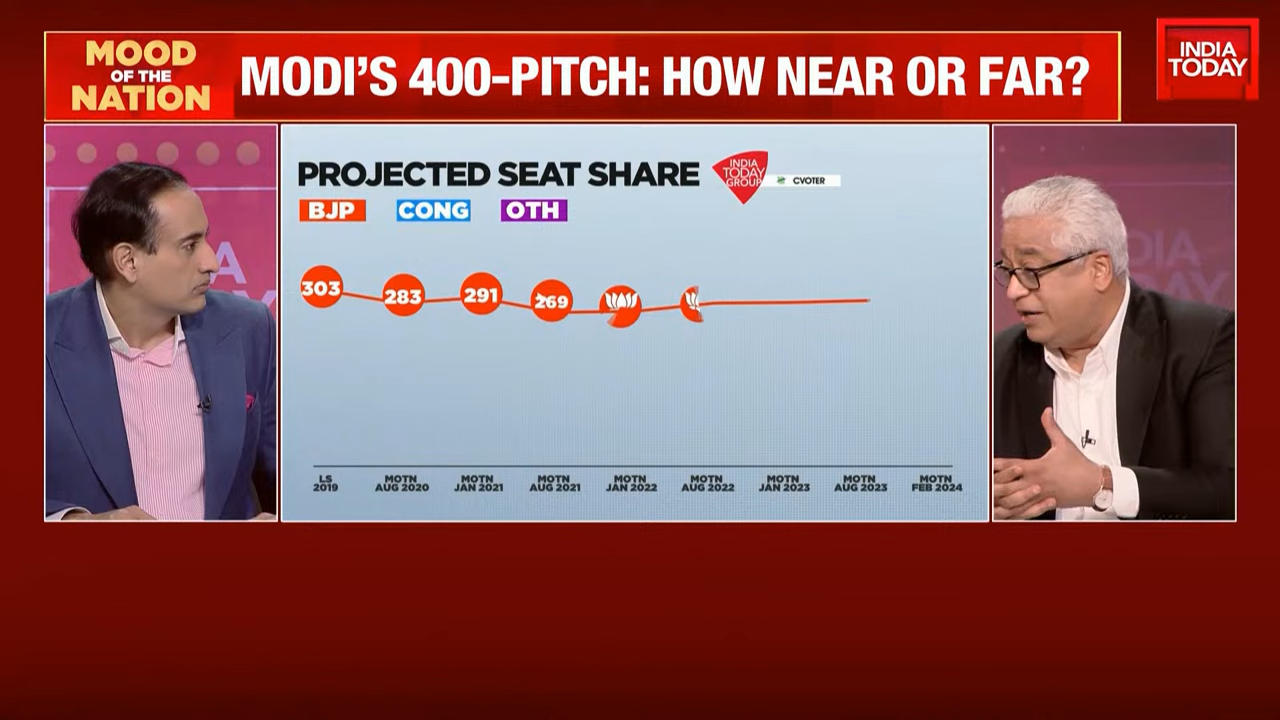 MOOD
OF THE
NATION
MODI'S 400-PITCH: HOW NEAR OR FAR?
INDIA
TODAY
PROJECTED SEAT SHARE
INDIA
TODAY
GROUP
CVOTER
BJP CONG OTH
303 283 291 269
LS
2019
MOTN
AUG 2020
MOTN
JAN 2021
MOTN
AUG 2021
MOTN
JAN 2022
MOTN
AUG 2022
MOTN
JAN 2023
MOTN
AUG 2023
MOTN
FEB 2024